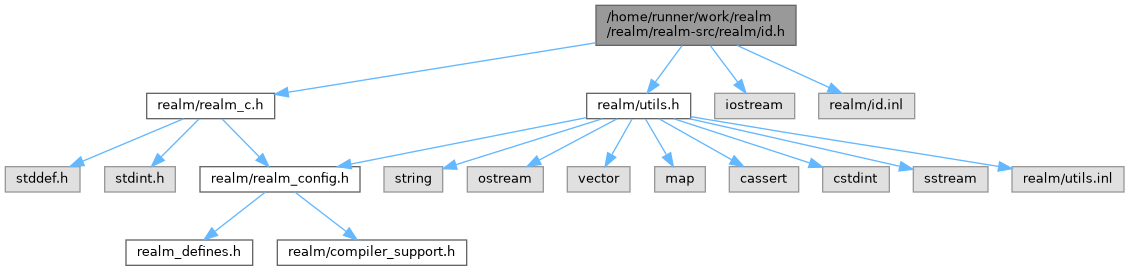 /home/runner/work/realm
/realm/realm-src/realm/id.h
realm/realm_c.h
realm/utils.h
iostream
realm/id.inl
stddef.h
stdint.h
realm/realm_config.h
string
ostream
vector
map
cassert
cstdint
sstream
realm/utils.inl
realm_defines.h
realm/compiler_support.h